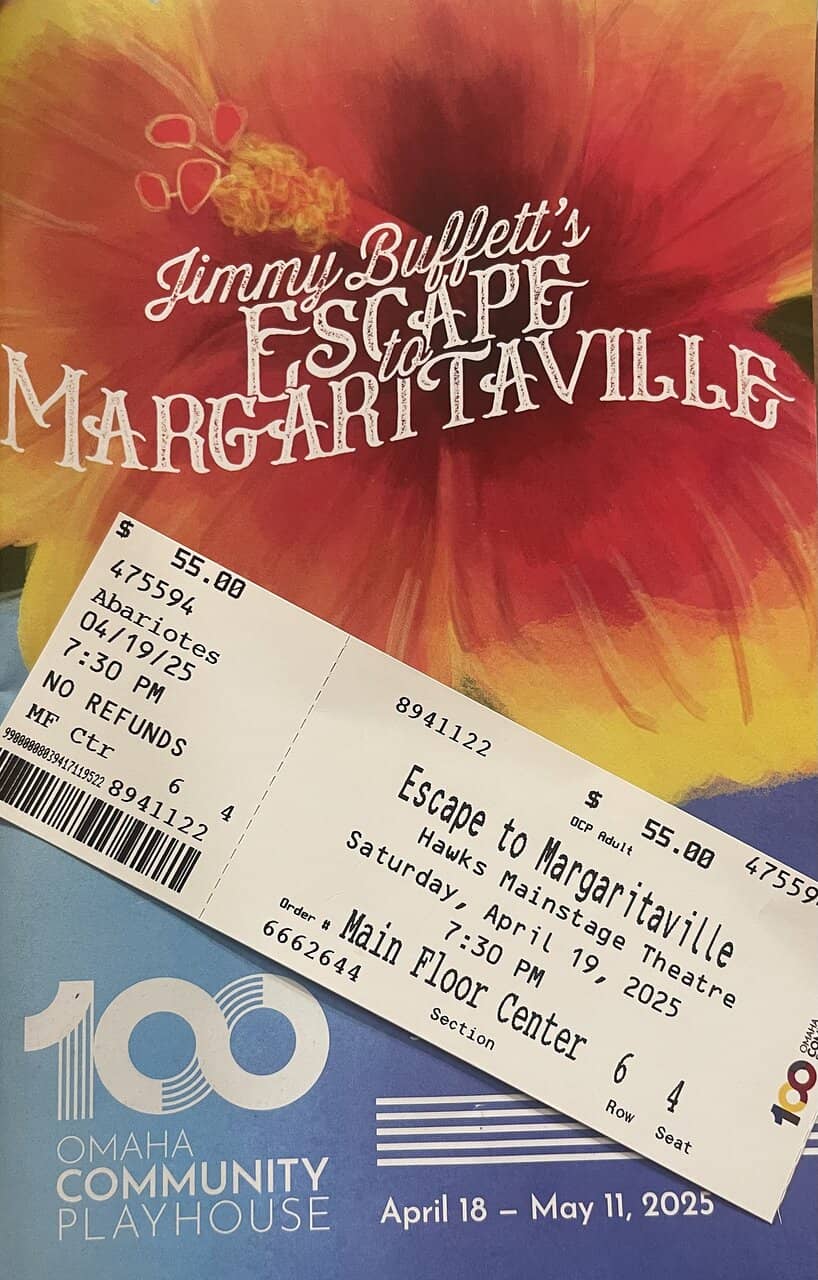 Jimmy Buffett's
ESCAPE
to
MARGARITAVILLE
$ 55.00
475594
Abariotes
04/19/25
7:30 PM
NO REFUNDS
MF Ctr
6 4
8941122
8941122
$ 55.00
OCP Adult
47559
Escape to Margaritaville
Hawks Mainstage Theatre
Saturday, April 19, 2025
7:30 PM
Order #
6662644
Main Floor Center
Section
6 4
Row Seat
100
OMAHA
100
OMAHA
COMMUNITY
PLAYHOUSE
April 18 – May 11, 2025